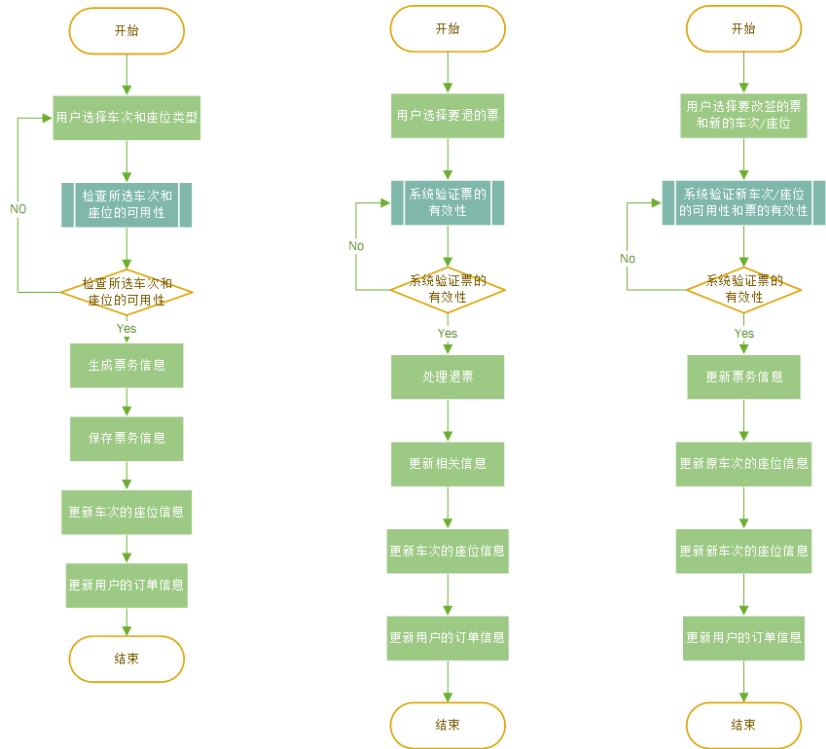 开始
用户选择车次和座位类型
检查所选车次和
座位的可用性
NO
检查所选车次和
座位的可用性
Yes
生成票务信息
保存票务信息
更新车次的座位信息
更新用户的订单信息
结束
开始
用户选择要退的票
系统验证票的
有效性
No
系统验证票的
有效性
Yes
处理退票
更新相关信息
更新车次的座位信息
更新用户的订单信息
结束
开始
用户选择要改签的票
和新的车次/座位
系统验证新车次/座位
的可用性和票的有效性
No
系统验证票的
有效性
Yes
更新票务信息
更新原车次的座位信息
更新新车次的座位信息
更新用户的订单信息
结束